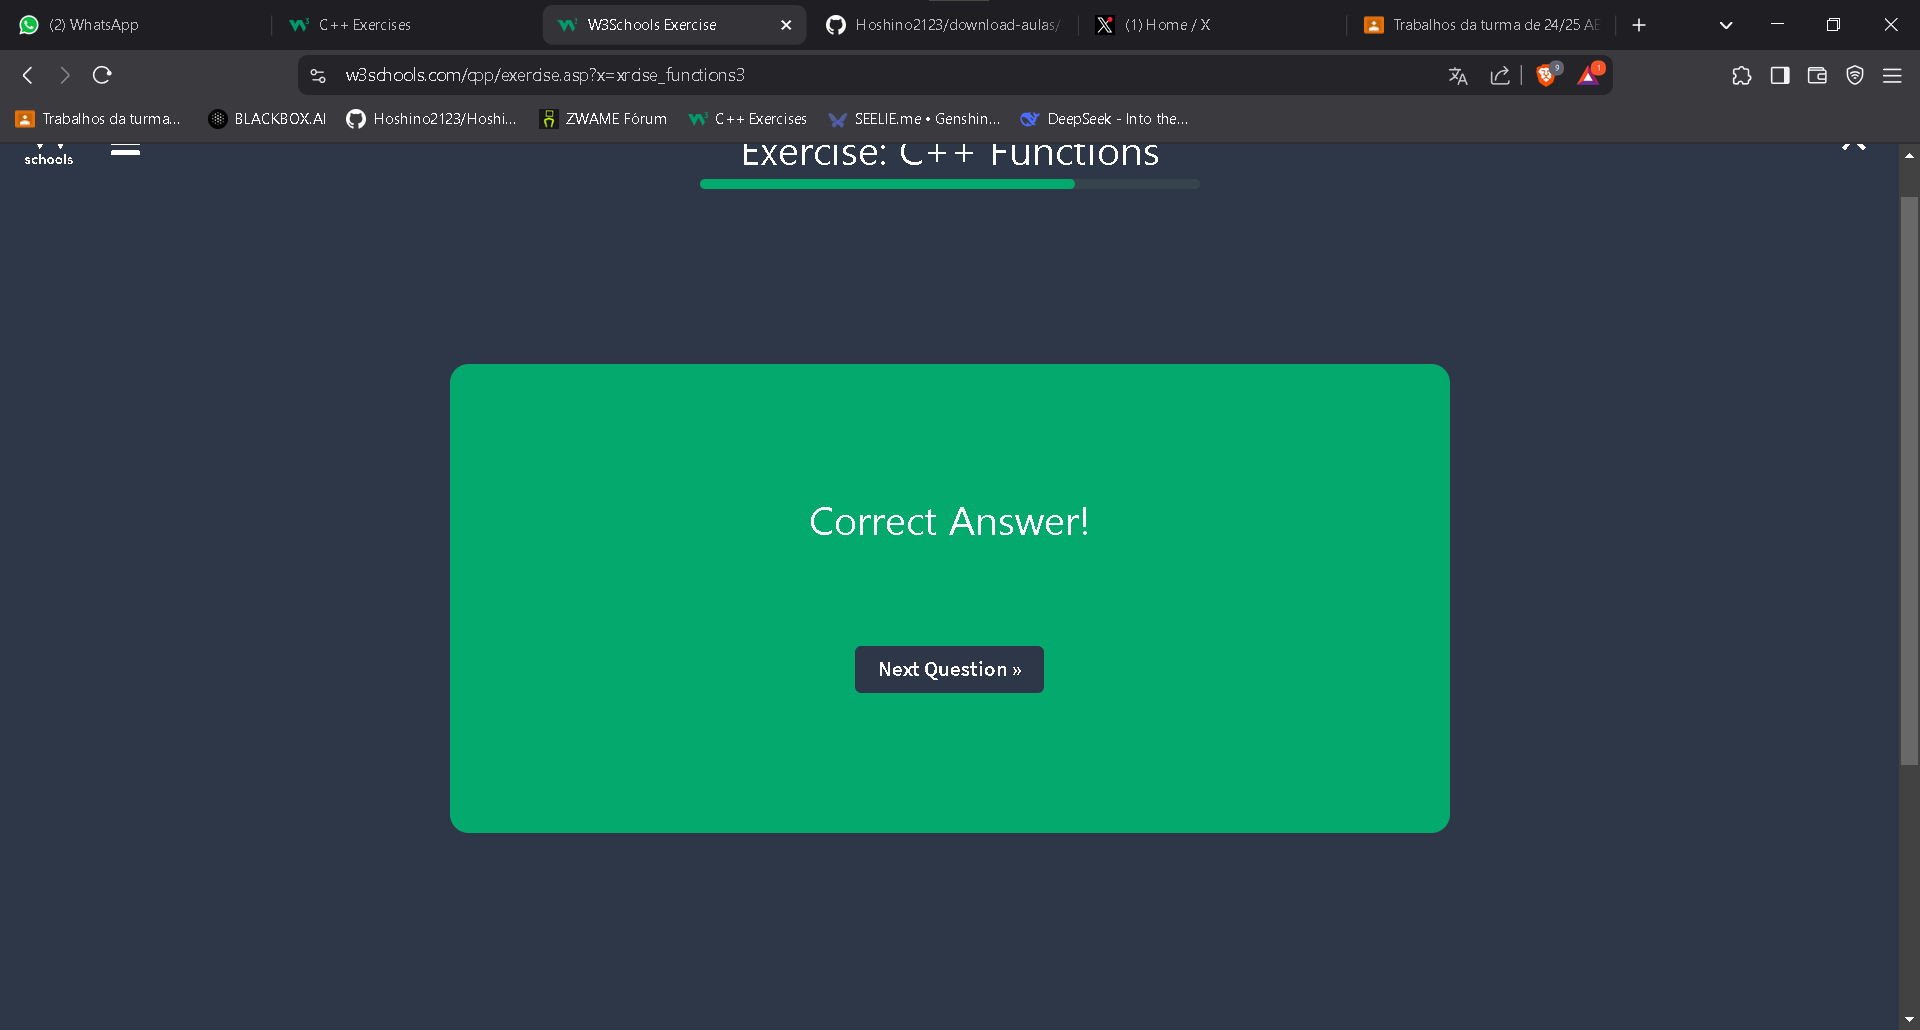 (2) WhatsApp
C++ Exercises
W3Schools Exercise
Hoshino2123/download-aulas/
(1) Home / X
Trabalhos da turma de 24/25 AE
w3schools.com/cpp/exercise.asp?x=xrcise_functions3
9
1
Trabalhos da turma...
BLACKBOX.AI
Hoshino2123/Hoshi...
ZWAME Fórum
C++ Exercises
SEELIE.me • Genshin...
DeepSeek - Into the...
schools
Exercise: C++ Functions
Correct Answer!
Next Question »